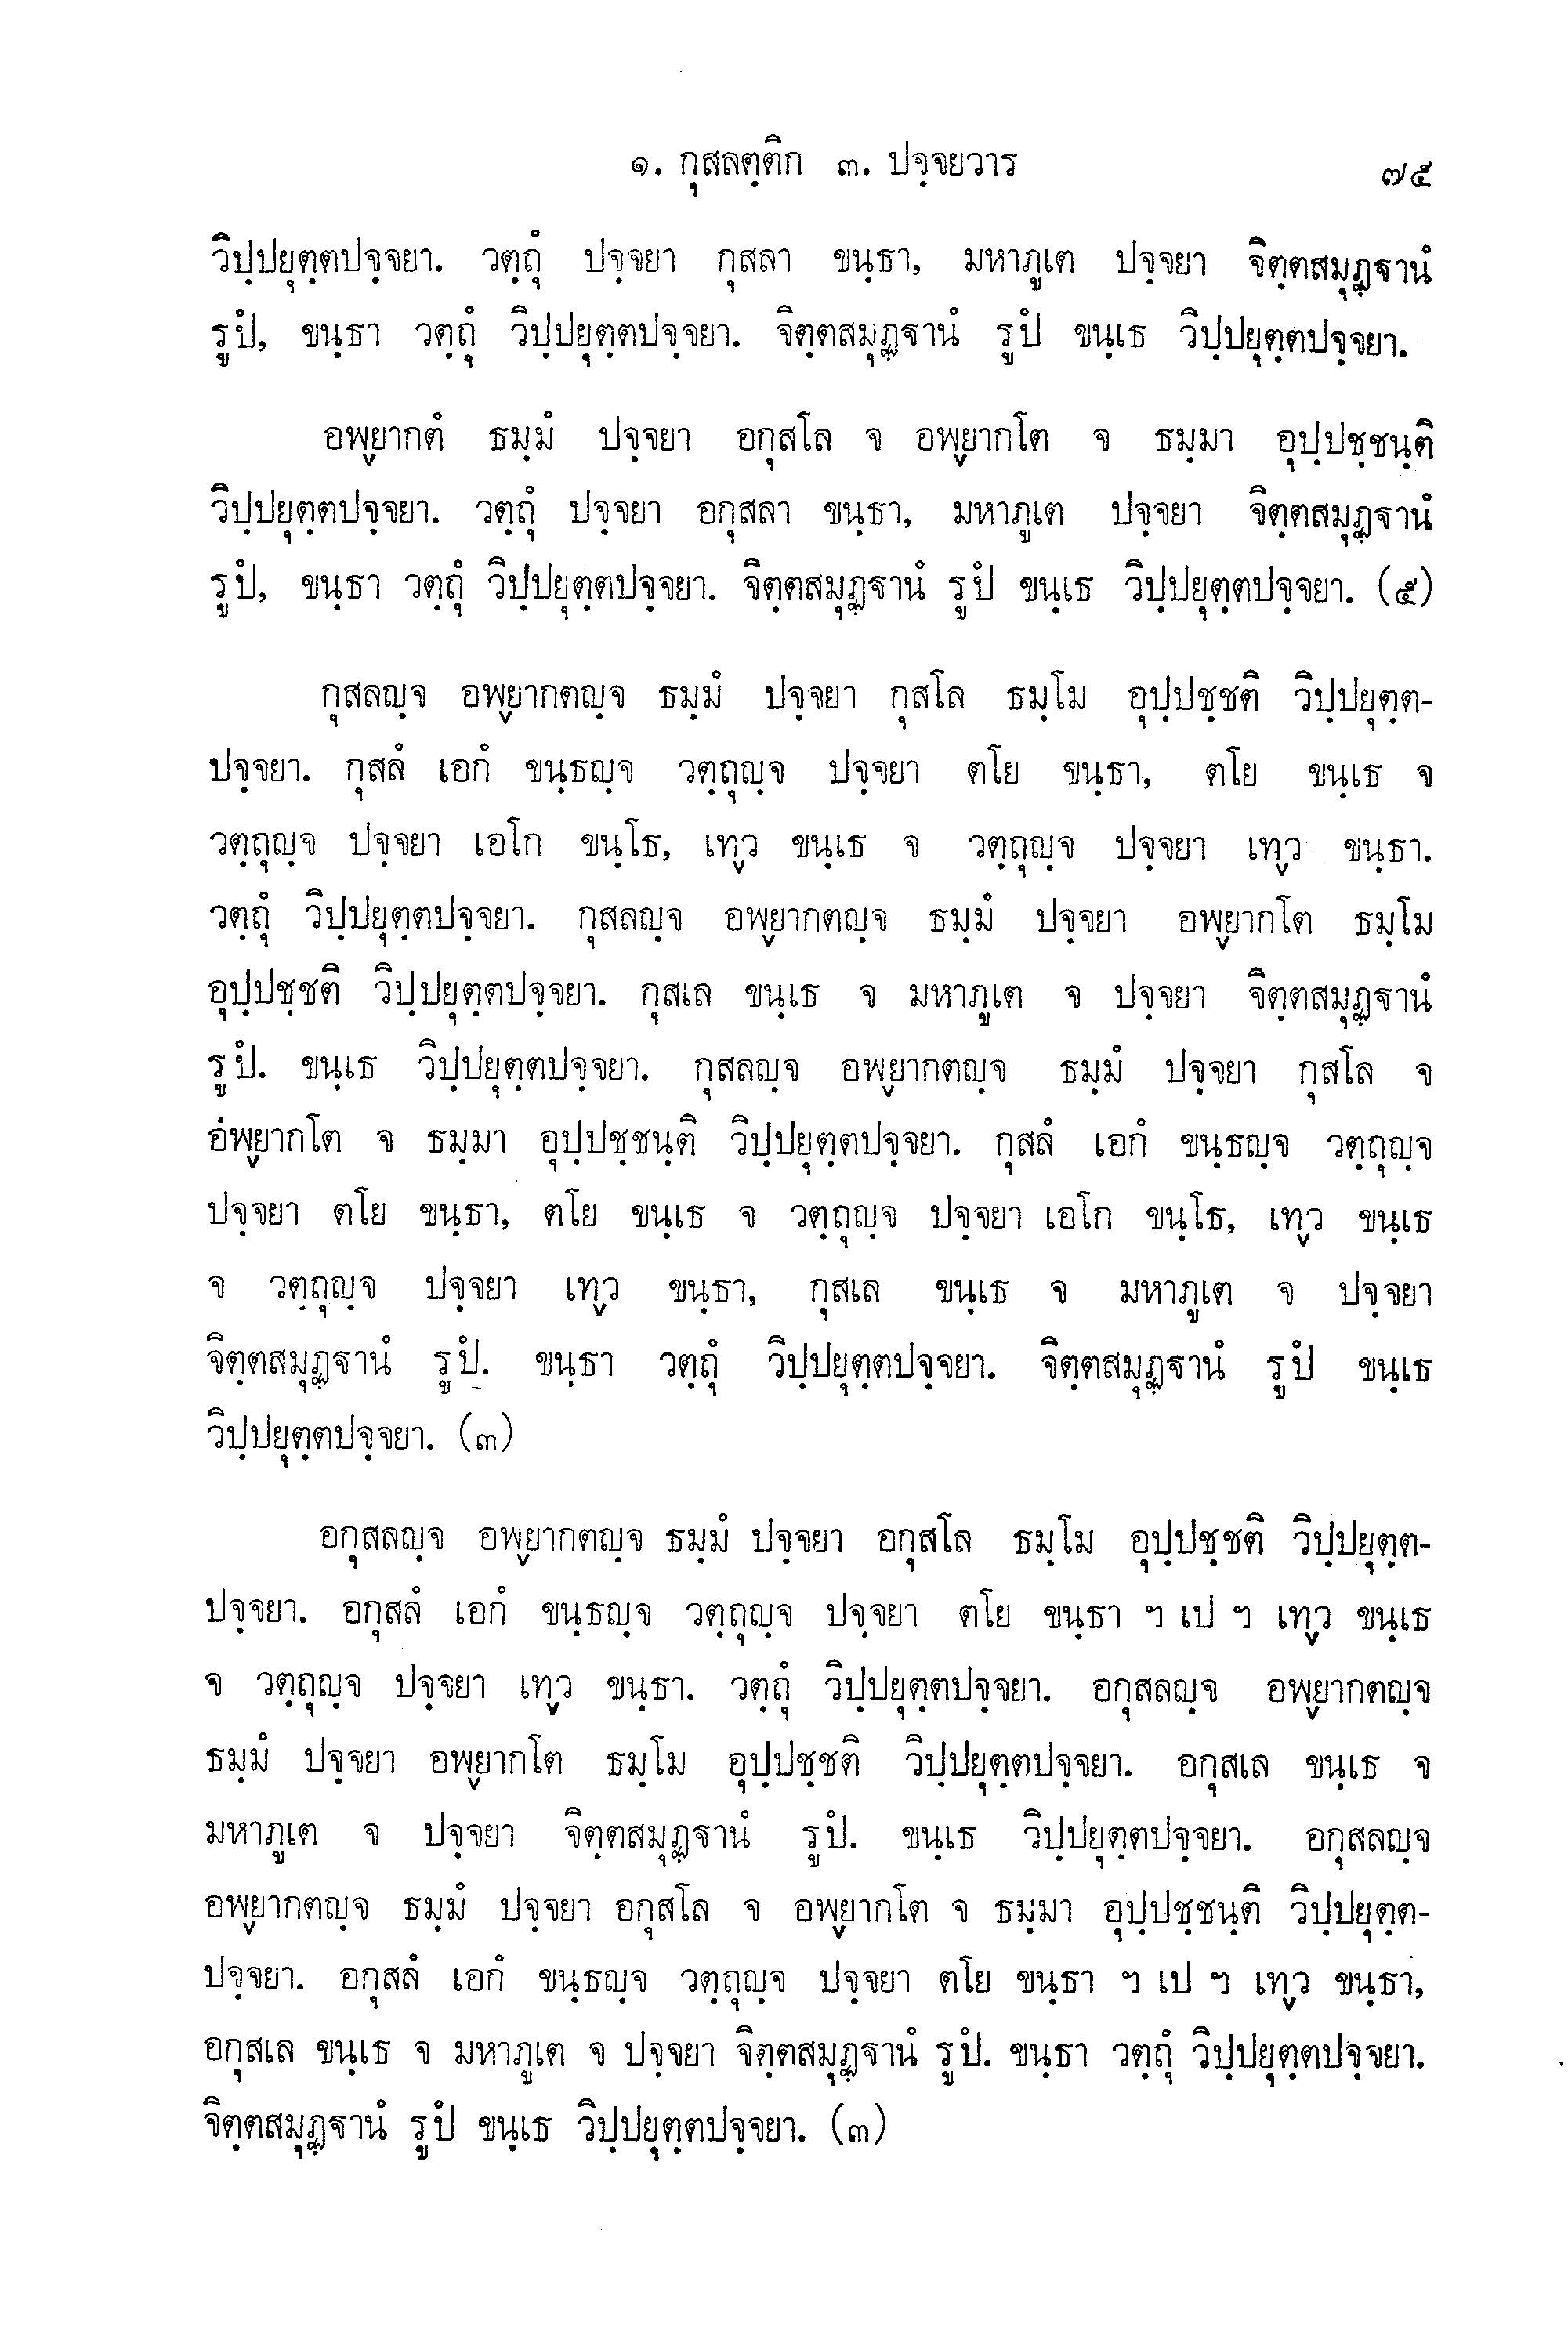 ๑. กุสลตฺติก ๓. ปจฺจยวาร ๗๕
วิปฺปยุตฺตปจฺจยา. วตฺถุํ ปจฺจยา กุสลา ขนฺธา, มหาภูเต ปจฺจยา จิตฺตสมุฏฺฐานํ
รูปํ, ขนฺธา วตฺถุํ วิปฺปยุตฺตปจฺจยา. จิตฺตสมุฏฺฐานํ รูปํ ขนฺเธ วิปฺปยุตฺตปจฺจยา.
อพฺยากตํ ธมฺมํ ปจฺจยา อกุสโล จ อพฺยากโต จ ธมฺมา อุปฺปชฺชนฺติ
วิปฺปยุตฺตปจฺจยา. วตฺถุํ ปจฺจยา อกุสลา ขนฺธา, มหาภูเต ปจฺจยา จิตฺตสมุฏฺฐานํ
รูปํ, ขนฺธา วตฺถุํ วิปฺปยุตฺตปจฺจยา. จิตฺตสมุฏฺฐานํ รูปํ ขนฺเธ วิปฺปยุตฺตปจฺจยา. (๕)
กุสลญฺจ อพฺยากตญฺจ ธมฺมํ ปจฺจยา กุสโล ธมฺโม อุปฺปชฺชติ วิปฺปยุตฺต-
ปจฺจยา. กุสลํ เอกํ ขนฺธญฺจ วตฺถุญฺจ ปจฺจยา ตโย ขนฺธา, ตโย ขนฺเธ จ
วตฺถุญฺจ ปจฺจยา เอโก ขนฺโธ, เทฺว ขนฺเธ จ วตฺถุญฺจ ปจฺจยา เทฺว ขนฺธา.
วตฺถุํ วิปฺปยุตฺตปจฺจยา. กุสลญฺจ อพฺยากตญฺจ ธมฺมํ ปจฺจยา อพฺยากโต ธมฺโม
อุปฺปชฺชติ วิปฺปยุตฺตปจฺจยา. กุสเล ขนฺเธ จ มหาภูเต จ ปจฺจยา จิตฺตสมุฏฺฐานํ
รูปํ. ขนฺเธ วิปฺปยุตฺตปจฺจยา. กุสลญฺจ อพฺยากตญฺจ ธมฺมํ ปจฺจยา กุสโล จ
อพฺยากโต จ ธมฺมา อุปฺปชฺชนฺติ วิปฺปยุตฺตปจฺจยา. กุสลํ เอกํ ขนฺธญฺจ วตฺถุญฺจ
ปจฺจยา ตโย ขนฺธา, ตโย ขนฺเธ จ วตฺถุญฺจ ปจฺจยา เอโก ขนฺโธ, เทฺว ขนฺเธ
จ วตฺถุญฺจ ปจฺจยา เทฺว ขนฺธา, กุสเล ขนฺเธ จ มหาภูเต จ ปจฺจยา
จิตฺตสมุฏฺฐานํ รูปํ. ขนฺธา วตฺถุํ วิปฺปยุตฺตปจฺจยา. จิตฺตสมุฏฺฐานํ รูปํ ขนฺเธ
วิปฺปยุตฺตปจฺจยา. (๓)
อกุสลญฺจ อพฺยากตญฺจ ธมฺมํ ปจฺจยา อกุสโล ธมฺโม อุปฺปชฺชติ วิปฺปยุตฺต-
ปจฺจยา. อกุสลํ เอกํ ขนฺธญฺจ วตฺถุญฺจ ปจฺจยา ตโย ขนฺธา ฯ เป ฯ เทฺว ขนฺเธ
จ วตฺถุญฺจ ปจฺจยา เทฺว ขนฺธา. วตฺถุํ วิปฺปยุตฺตปจฺจยา. อกุสลญฺจ อพฺยากตญฺจ
ธมฺมํ ปจฺจยา อพฺยากโต ธมฺโม อุปฺปชฺชติ วิปฺปยุตฺตปจฺจยา. อกุสเล ขนฺเธ จ
มหาภูเต จ ปจฺจยา จิตฺตสมุฏฺฐานํ รูปํ. ขนฺเธ วิปฺปยุตฺตปจฺจยา. อกุสลญฺจ
อพฺยากตญฺจ ธมฺมํ ปจฺจยา อกุสโล จ อพฺยากโต จ ธมฺมา อุปฺปชฺชนฺติ วิปฺปยุตฺต-
ปจฺจยา. อกุสลํ เอกํ ขนฺธญฺจ วตฺถุญฺจ ปจฺจยา ตโย ขนฺธา ฯ เป ฯ เทฺว ขนฺธา,
อกุสเล ขนฺเธ จ มหาภูเต จ ปจฺจยา จิตฺตสมุฏฺฐานํ รูปํ. ขนฺธา วตฺถุํ วิปฺปยุตฺตปจฺจยา.
จิตฺตสมุฏฺฐานํ รูปํ ขนฺเธ วิปฺปยุตฺตปจฺจยา. (๓)